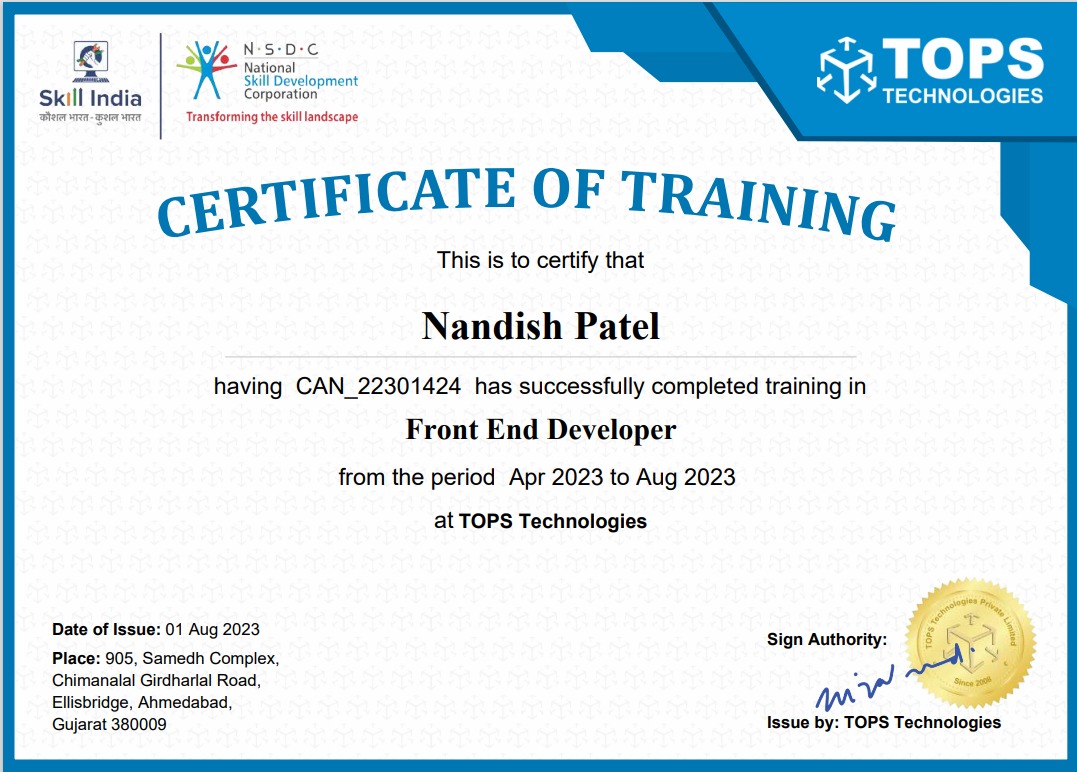 Skill India
कौशल भारत - कुशल भारत
N·S·D·C
National
Skill Development
Corporation
Transforming the skill landscape
TOPS
TECHNOLOGIES
CERTIFICATE OF TRAINING
This is to certify that
Nandish Patel
having CAN_22301424 has successfully completed training in
Front End Developer
from the period Apr 2023 to Aug 2023
at TOPS Technologies
Date of Issue: 01 Aug 2023
Place: 905, Samedh Complex,
Chimanalal Girdharlal Road,
Ellisbridge, Ahmedabad,
Gujarat 380009
Sign Authority:
TOPS Technologies Private Limited
Since 2008
Issue by: TOPS Technologies